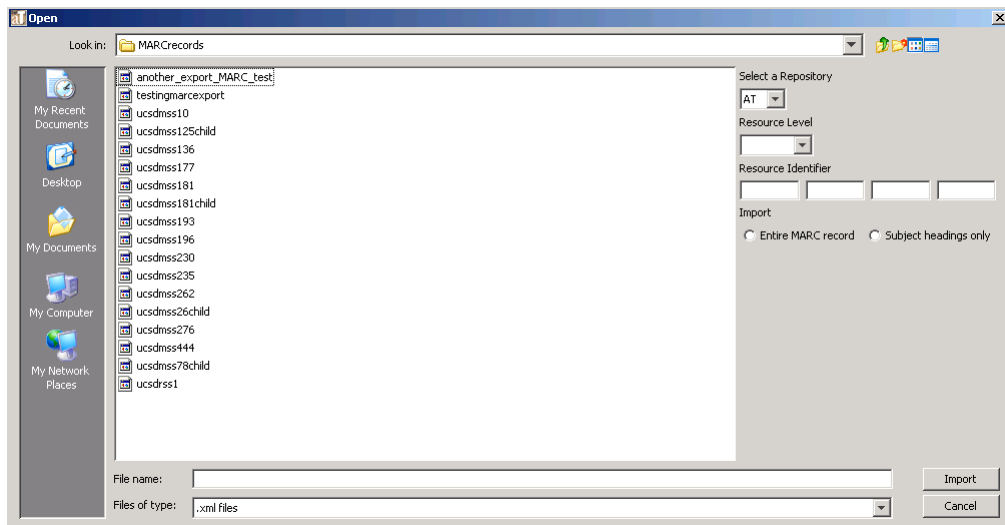 Open
Look in: MARCrecords
My Recent
Documents
Desktop
My Documents
My Computer
My Network
Places
another_export_MARC_test
testingmarcexport
ucsdmss10
ucsdmss125child
ucsdmss136
ucsdmss177
ucsdmss181
ucsdmss181child
ucsdmss193
ucsdmss196
ucsdmss230
ucsdmss235
ucsdmss262
ucsdmss26child
ucsdmss276
ucsdmss444
ucsdmss78child
ucsdrss1
Select a Repository
AT
Resource Level
Resource Identifier
Import
Entire MARC record Subject headings only
File name:
Import
Files of type: .xml files
Cancel